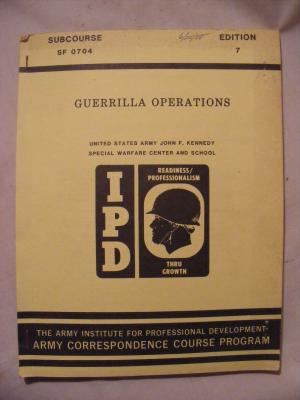 SUBCOURSE EDITION
SF 0704 7
GUERRILLA OPERATIONS
UNITED STATES ARMY JOHN F. KENNEDY
SPECIAL WARFARE CENTER AND SCHOOL
IPD
READINESS/
PROFESSIONALISM
THRU
GROWTH
THE ARMY INSTITUTE FOR PROFESSIONAL DEVELOPMENT
ARMY CORRESPONDENCE COURSE PROGRAM